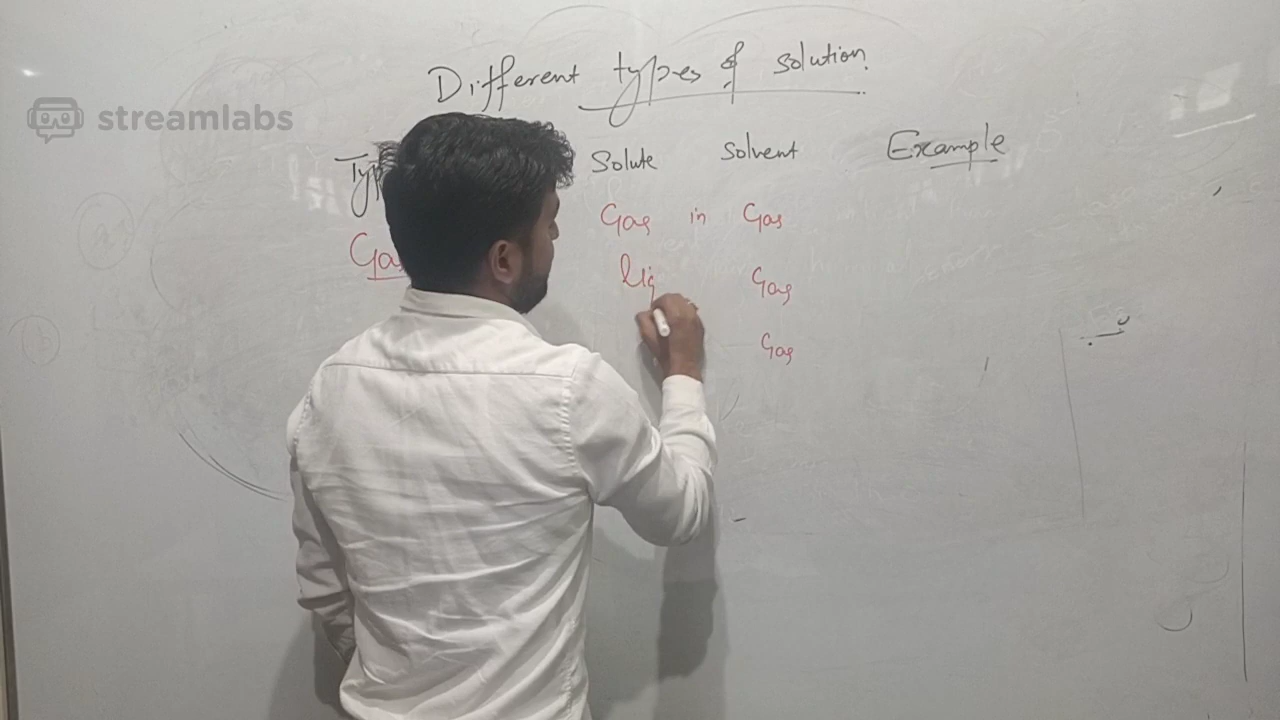 Different types of solution.
streamlabs
Solute Solvent Example
Gas in Gas
Liq Gas
Gas